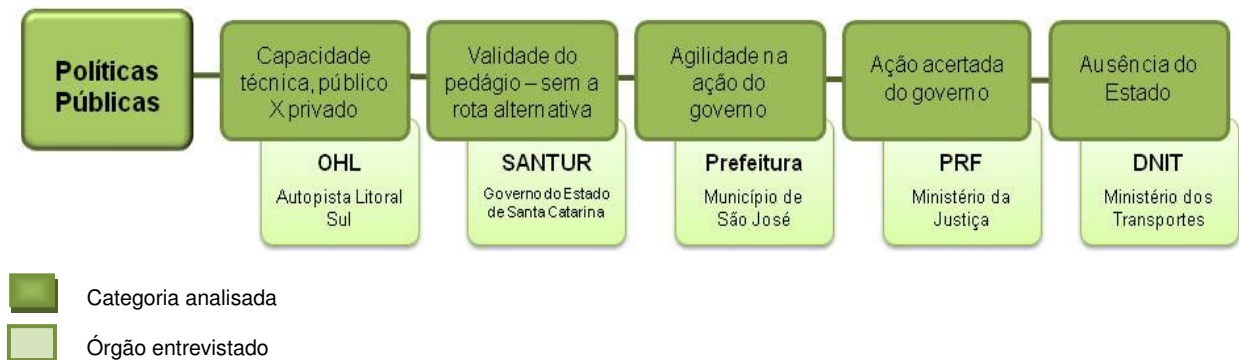 Políticas
Públicas
Capacidade
técnica, público
X privado
OHL
Autopista Litoral
Sul
Validade do
pedágio – sem a
rota alternativa
SANTUR
Governo do Estado
de Santa Catarina
Agilidade na
ação do
governo
Prefeitura
Município de
São José
Ação acertada
do governo
PRF
Ministério da
Justiça
Ausência do
Estado
DNIT
Ministério dos
Transportes
Categoria analisada
Órgão entrevistado